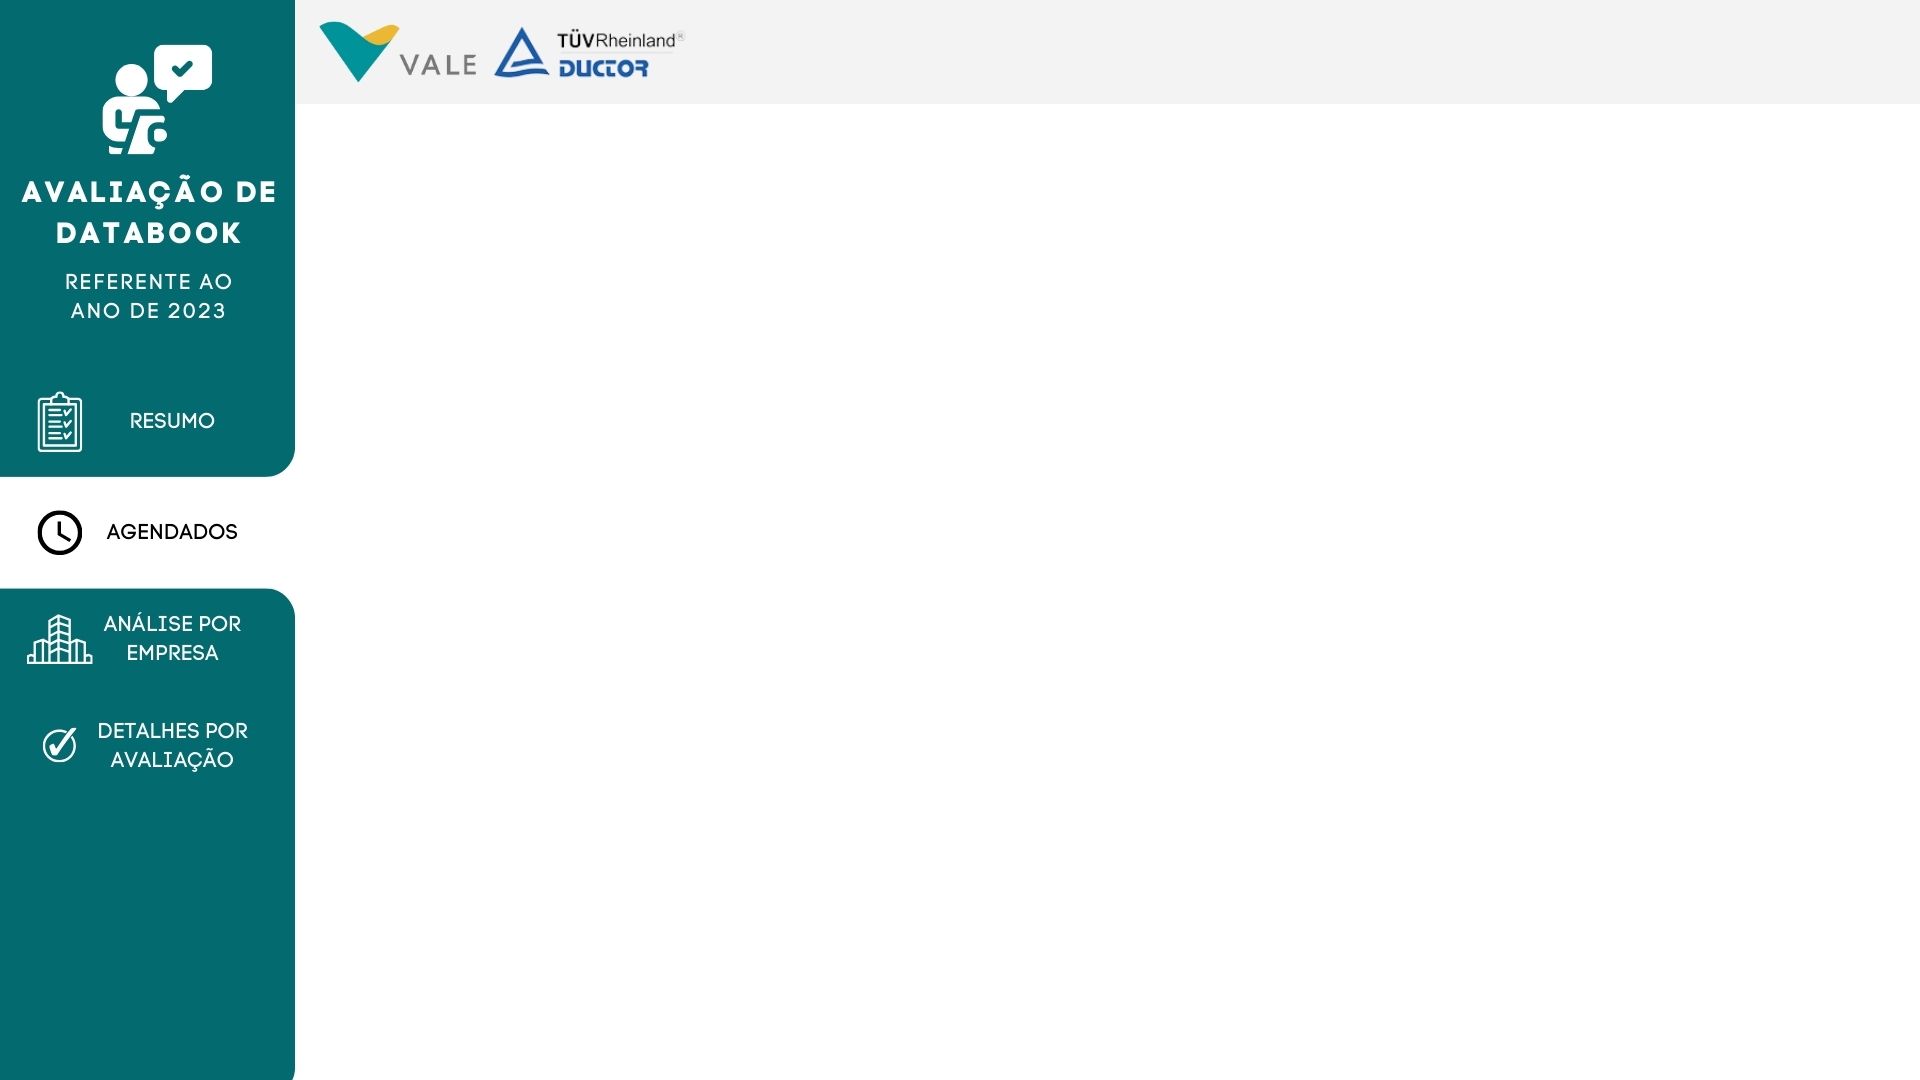 VALE
TÜVRheinland®
DUCTOR
AVALIAÇÃO DE
DATABOOK
REFERENTE AO
ANO DE 2023
RESUMO
AGENDADOS
ANÁLISE POR
EMPRESA
DETALHES POR
AVALIAÇÃO